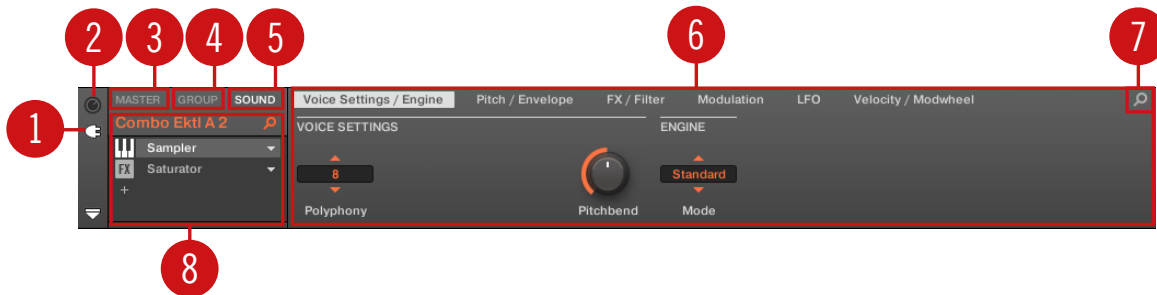 2 3 4 5 6 7
1
MASTER GROUP SOUND
Voice Settings / Engine Pitch / Envelope FX / Filter Modulation LFO Velocity / Modwheel
Combo Ektl A 2
VOICE SETTINGS ENGINE
Sampler
FX Saturator
+
8 Standard
Polyphony Pitchbend Mode
8